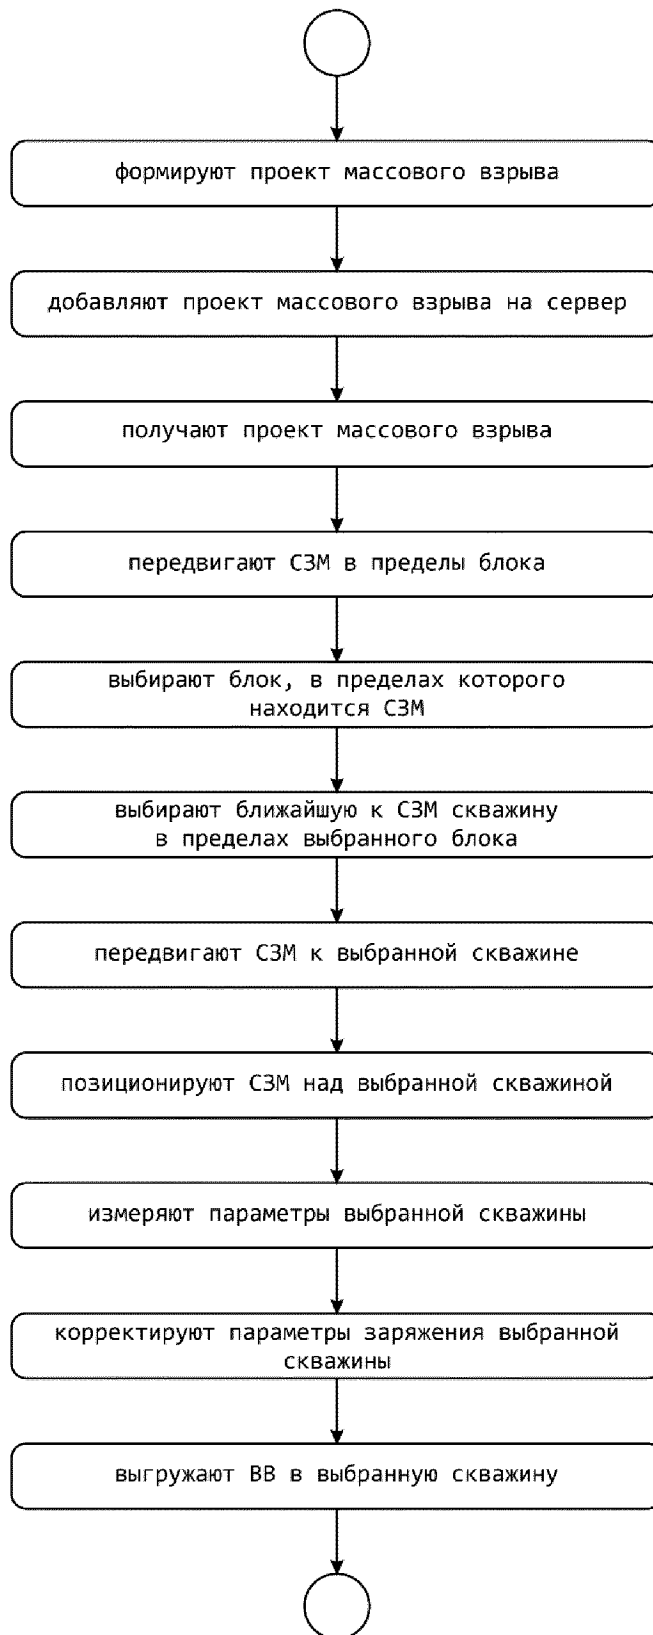 формируют проект массового взрыва
добавляют проект массового взрыва на сервер
получают проект массового взрыва
передвигают СЗМ в пределы блока
выбирают блок, в пределах которого
находится СЗМ
выбирают ближайшую к СЗМ скважину
в пределах выбранного блока
передвигают СЗМ к выбранной скважине
позиционируют СЗМ над выбранной скважиной
измеряют параметры выбранной скважины
корректируют параметры заряжения выбранной
скважины
выгружают ВВ в выбранную скважину